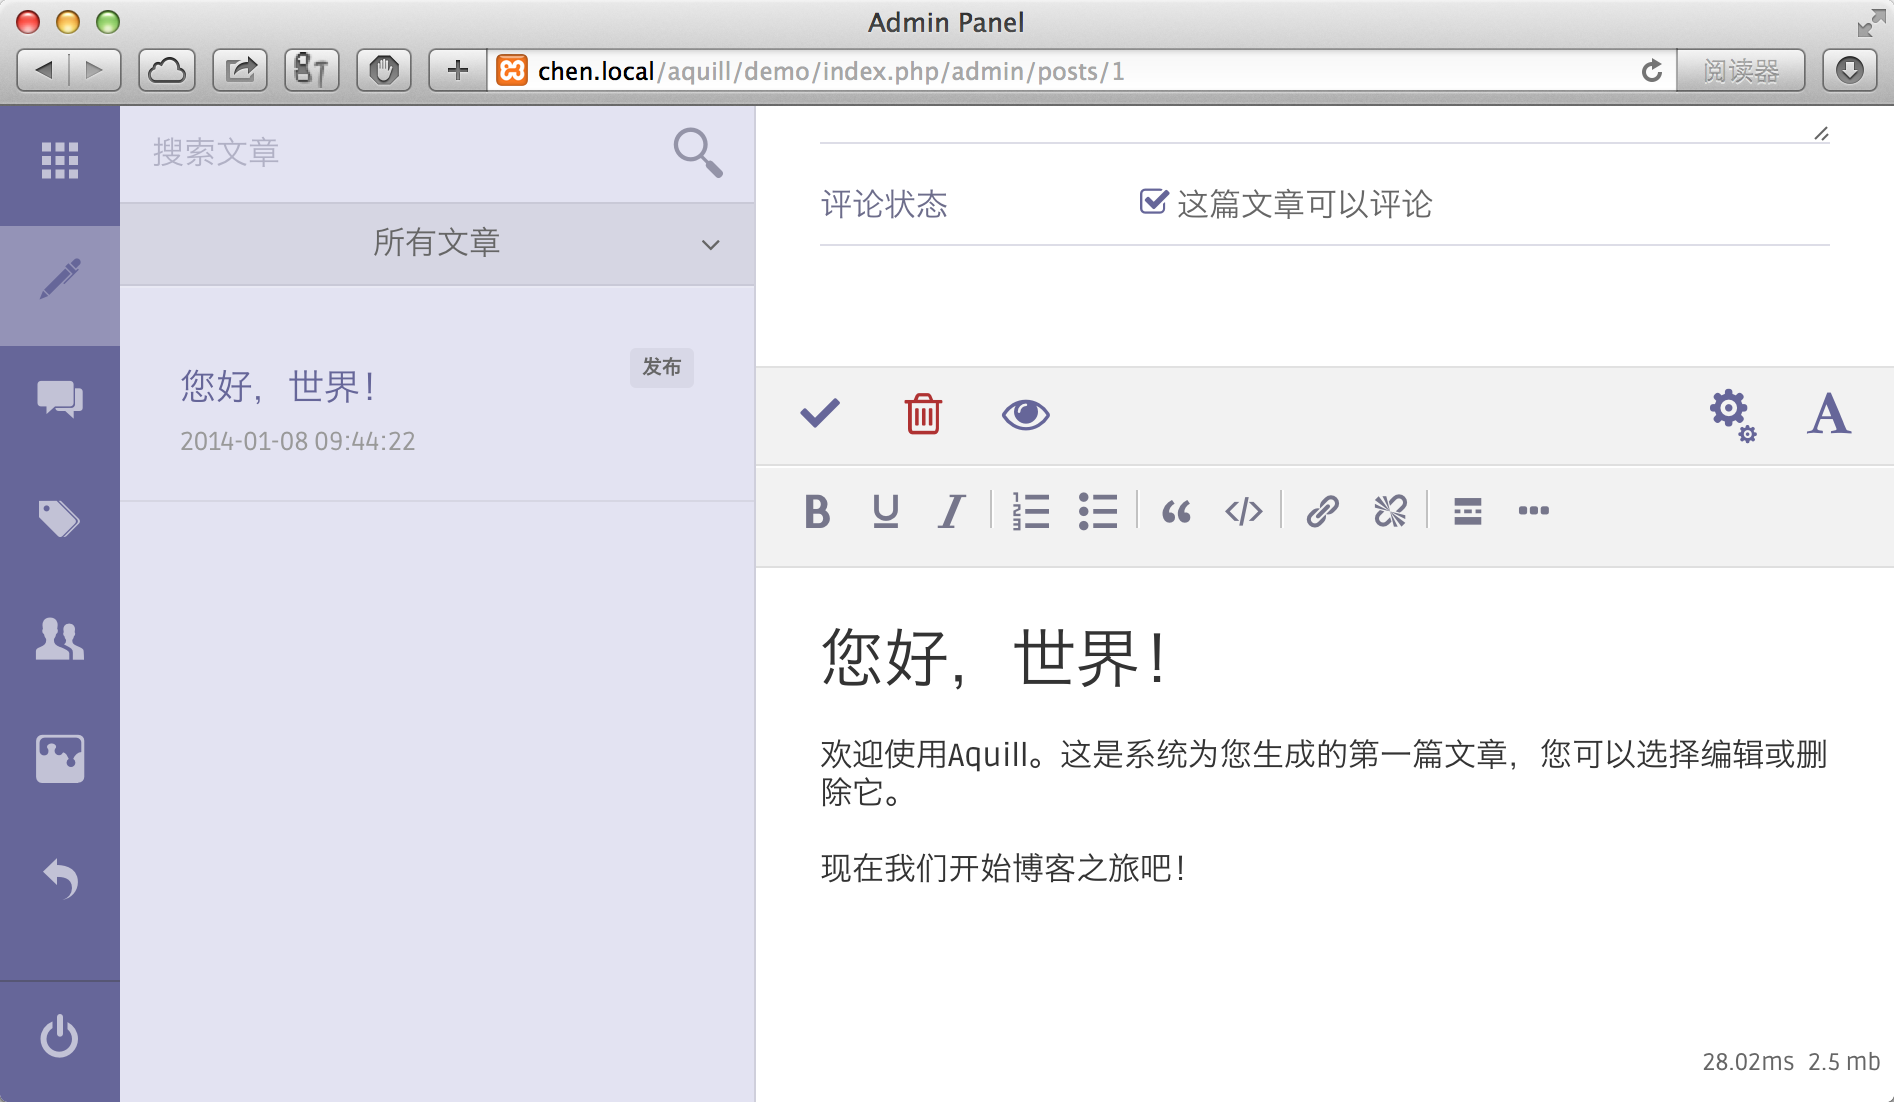 Admin Panel
chen.local/aquill/demo/index.php/admin/posts/1
阅读器
搜索文章
所有文章
您好，世界！
发布
2014-01-08 09:44:22
评论状态
这篇文章可以评论
A
B U I
您好，世界！
欢迎使用Aquill。这是系统为您生成的第一篇文章，您可以选择编辑或删
除它。
现在我们开始博客之旅吧！
28.02ms 2.5 mb